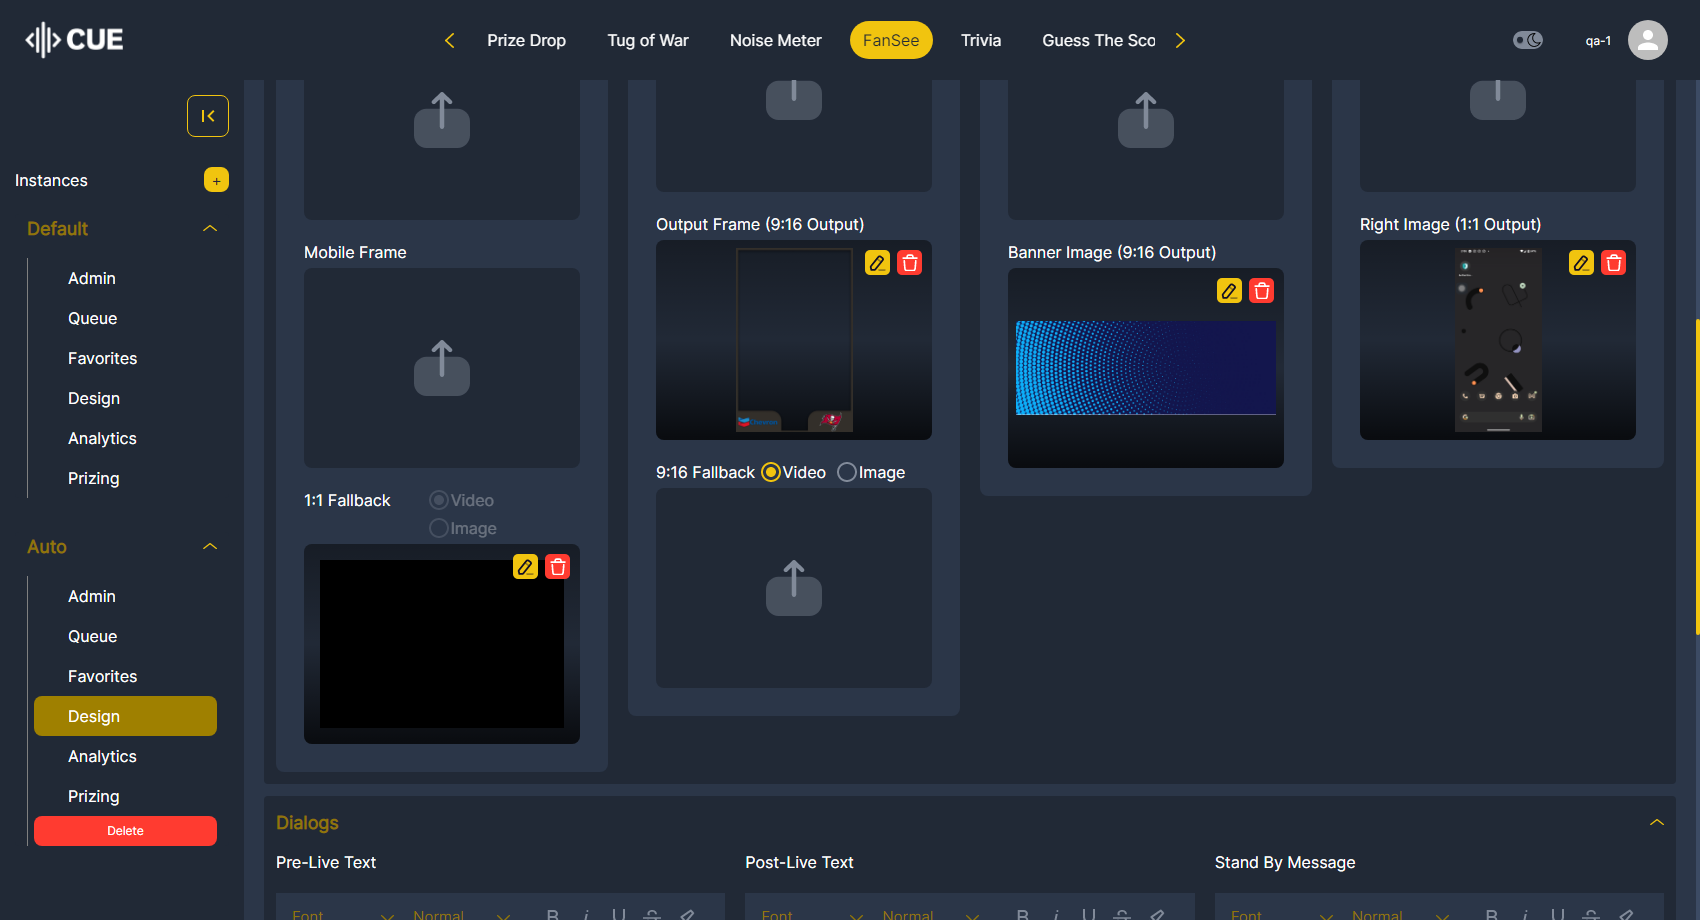 CUE
Prize Drop
Tug of War
Noise Meter
FanSee
Trivia
Guess The Sco
qa-1
Instances
+
Default
Admin
Queue
Favorites
Design
Analytics
Prizing
Auto
Admin
Queue
Favorites
Design
Analytics
Prizing
Delete
Mobile Frame
1:1 Fallback
Video
Image
Output Frame (9:16 Output)
9:16 Fallback Video Image
Banner Image (9:16 Output)
Right Image (1:1 Output)
Dialogs
Pre-Live Text
Font Normal B i U S
Post-Live Text
Font Normal B i U S
Stand By Message
Font Normal B i U S